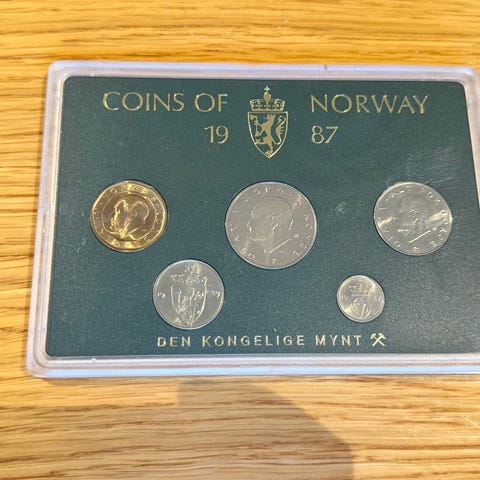 COINS OF NORWAY
19 87
DEN KONGELIGE MYNT